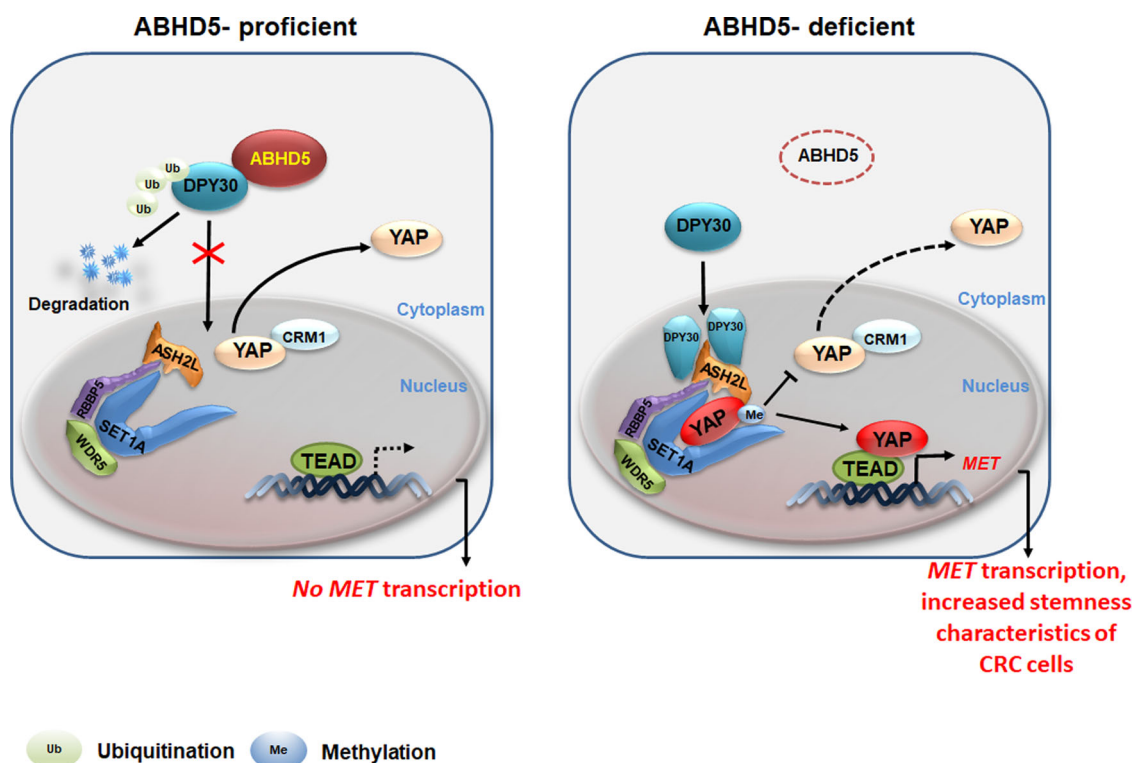 ABHD5- proficient
ABHD5
Ub
DPY30
Ub
Ub
YAP
Degradation
Cytoplasm
CRM1
YAP
ASH2L
Nucleus
RBBP5
SET1A
WDR5
TEAD
No MET transcription
ABHD5- deficient
ABHD5
DPY30
YAP
Cytoplasm
DPY30
DPY30
CRM1
YAP
ASH2L
Nucleus
RBBP5
YAP
Me
SET1A
YAP
WDR5
TEAD
MET
MET transcription,
increased stemness
characteristics of
CRC cells
Ub Ubiquitination Me Methylation